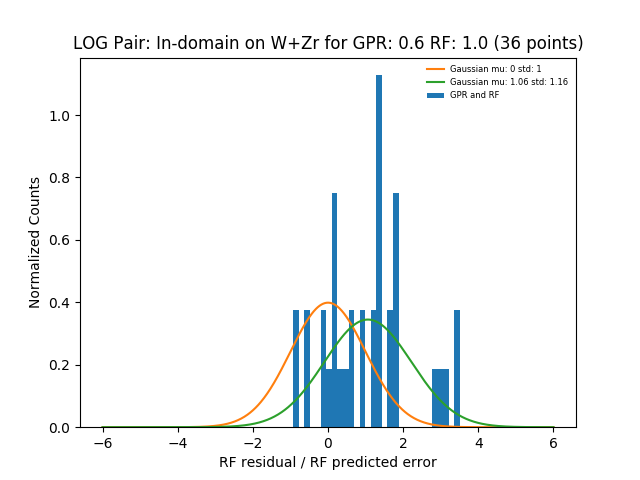 LOG Pair: In-domain on W+Zr for GPR: 0.6 RF: 1.0 (36 points)
Gaussian mu: 0 std: 1
Gaussian mu: 1.06 std: 1.16
GPR and RF
Normalized Counts
1.0
0.8
0.6
0.4
0.2
0.0
−6 −4 −2 0 2 4 6
RF residual / RF predicted error